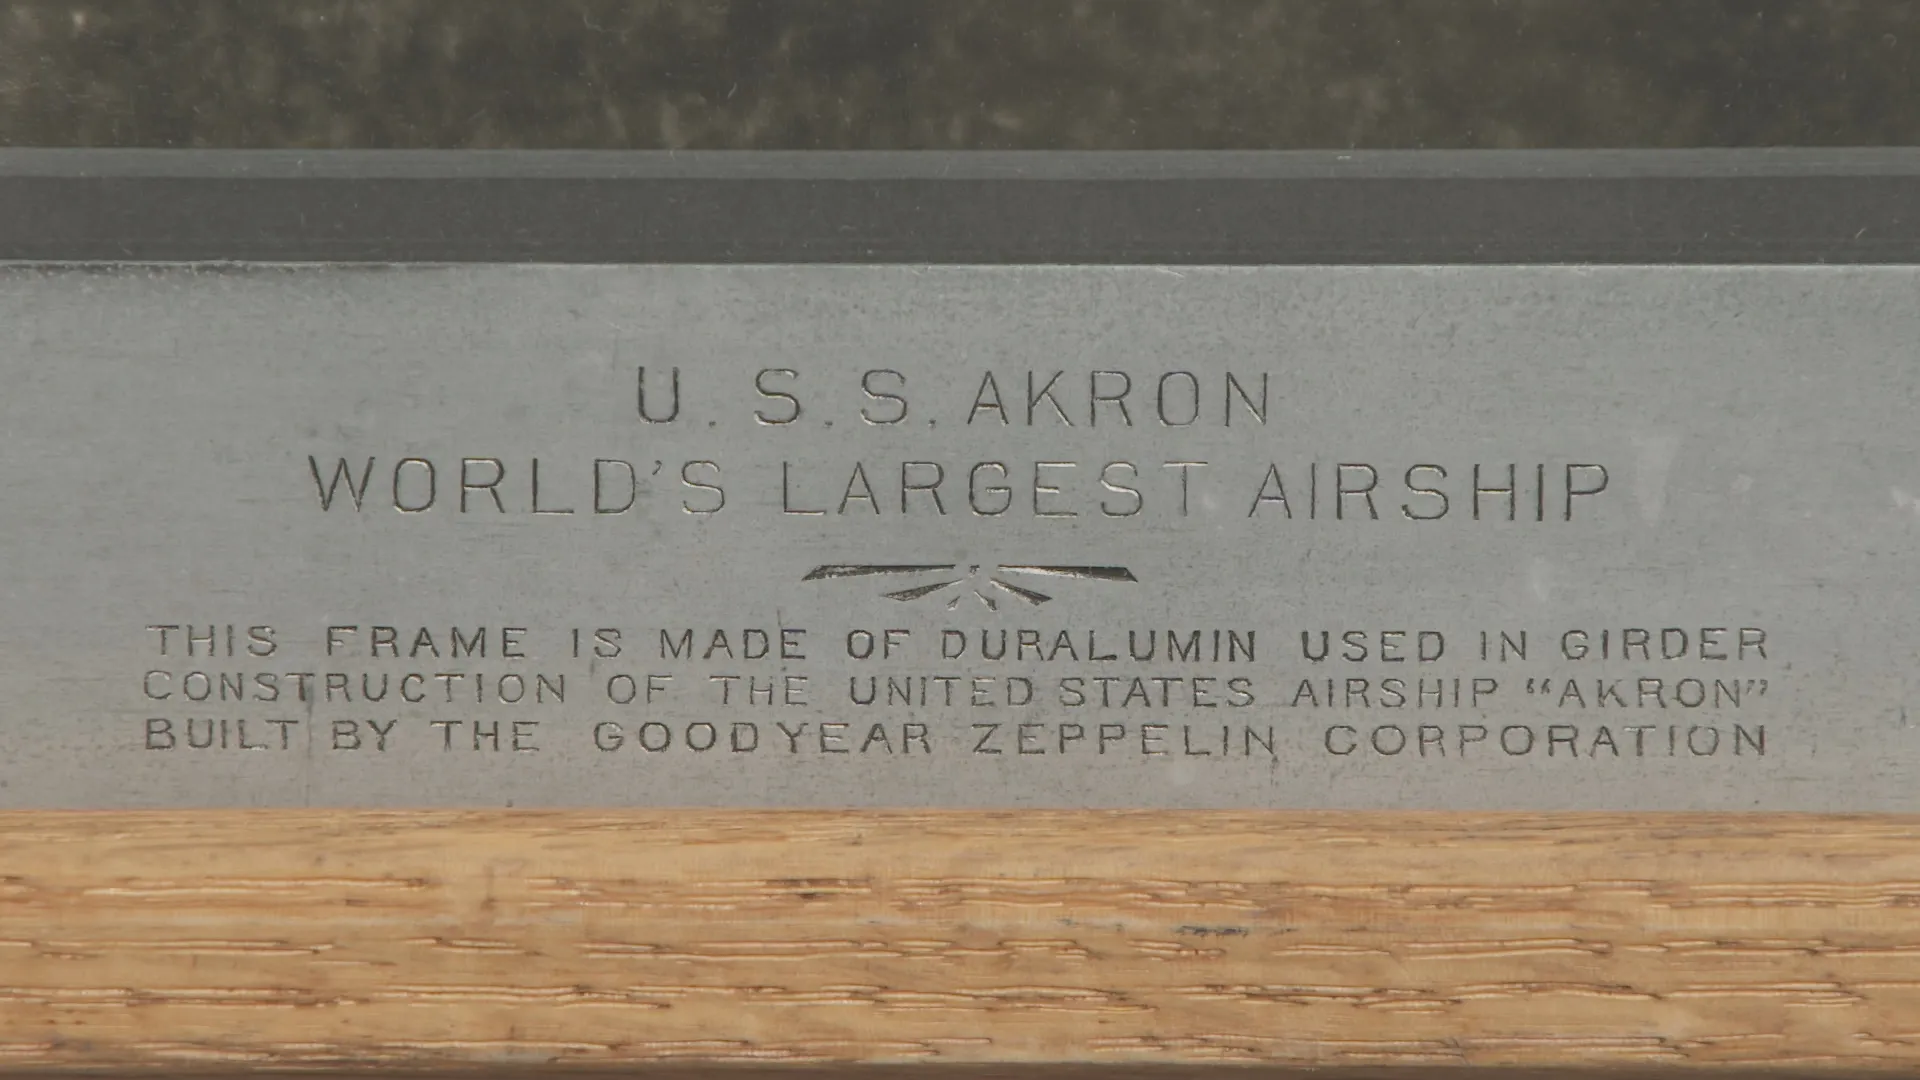 U.S.S. AKRON
WORLD'S LARGEST AIRSHIP
THIS FRAME IS MADE OF DURALUMIN USED IN GIRDER
CONSTRUCTION OF THE UNITED STATES AIRSHIP “AKRON”
BUILT BY THE GOODYEAR ZEPPELIN CORPORATION